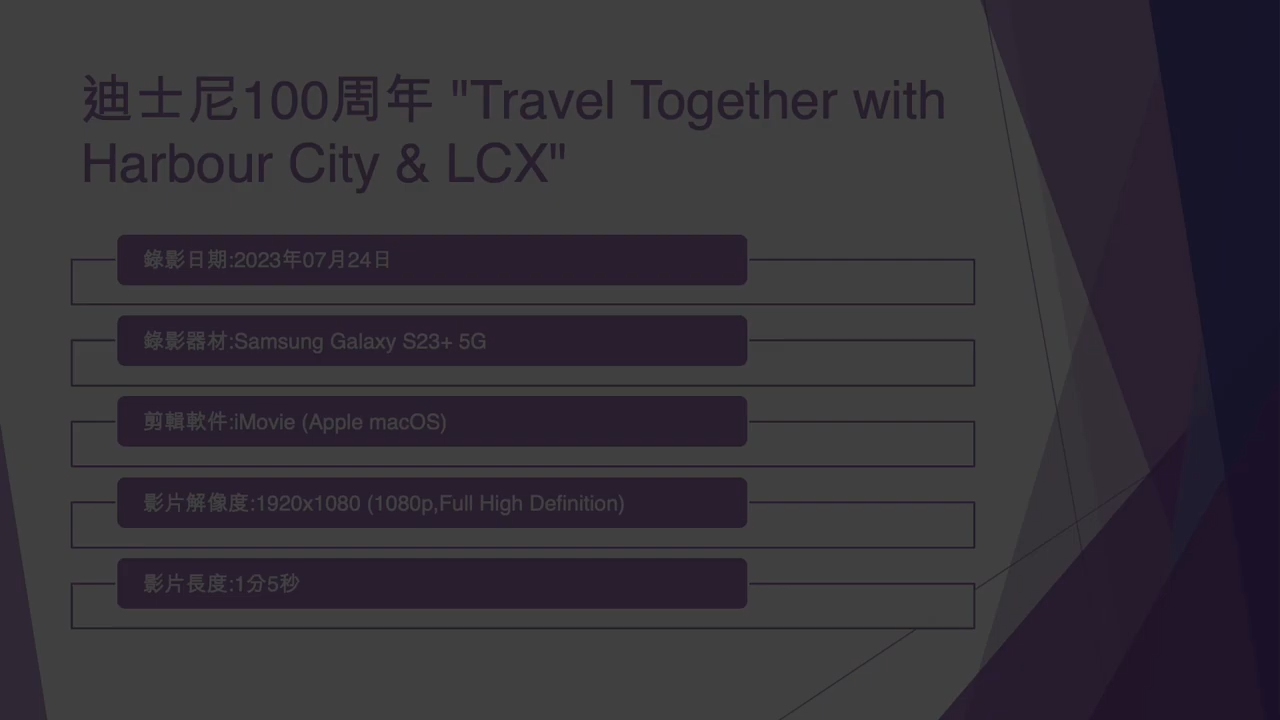 迪士尼100周年 "Travel Together with
Harbour City & LCX"
錄影日期:2023年07月24日
錄影器材:Samsung Galaxy S23+ 5G
剪輯軟件:iMovie (Apple macOS)
影片解像度:1920x1080 (1080p,Full High Definition)
影片長度:1分5秒